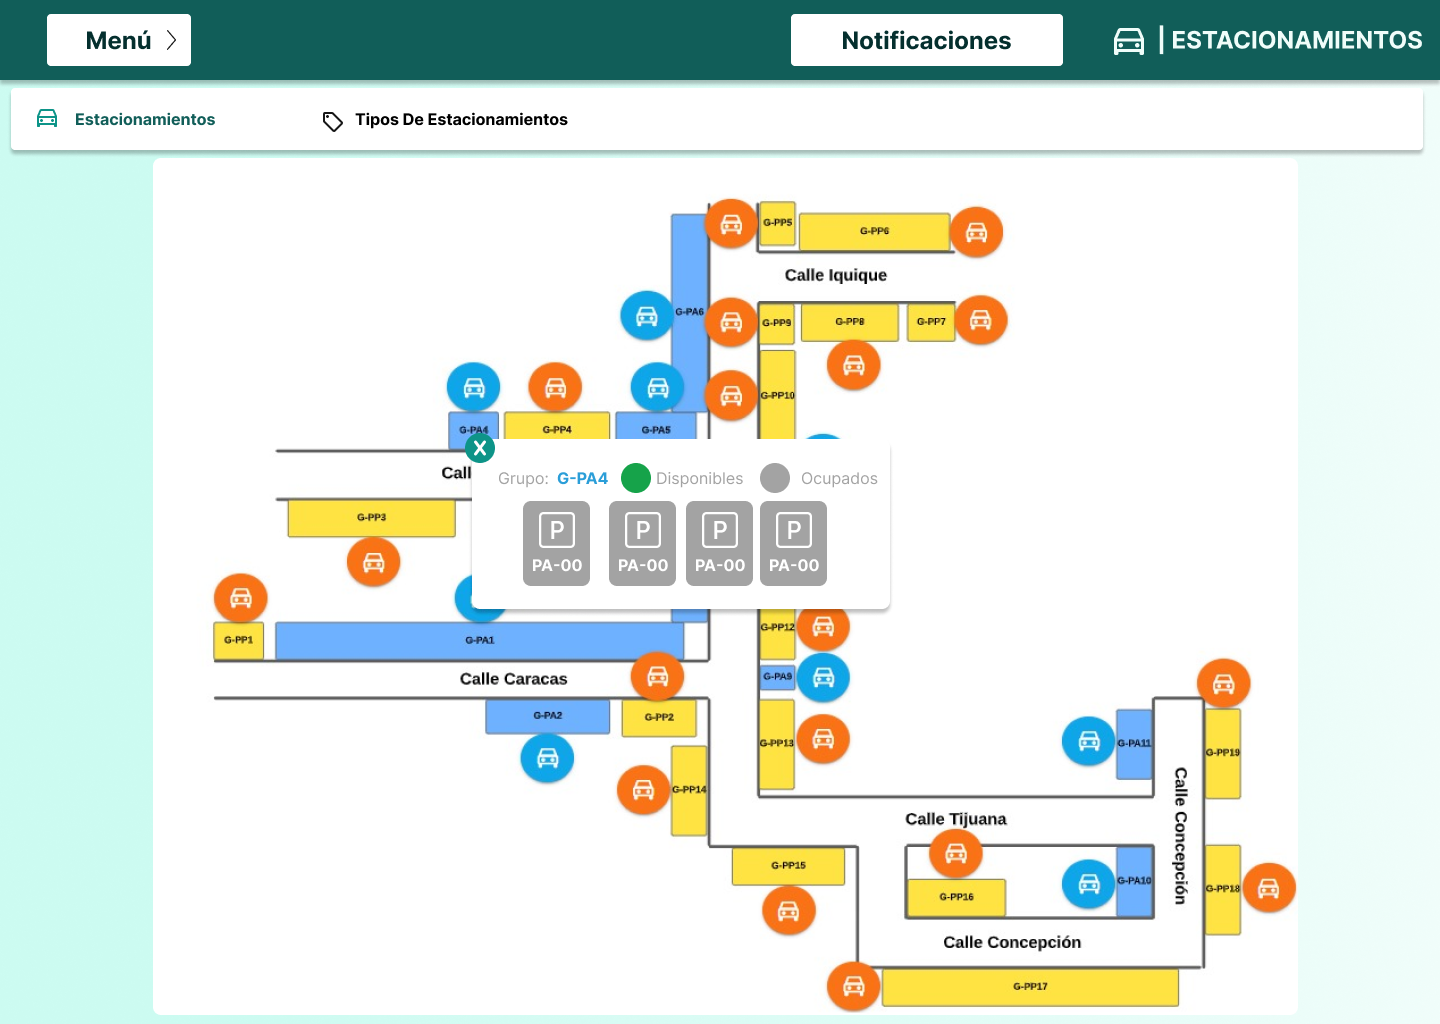 Menú
Notificaciones
| ESTACIONAMIENTOS
Estacionamientos
Tipos De Estacionamientos
G-PP5
G-PP6
Calle Iquique
G-PA6
G-PP9
G-PP8
G-PP7
G-PP10
G-PA4
G-PP4
G-PA5
X
Call
Grupo: G-PA4 Disponibles Ocupados
P P P P
PA-00 PA-00 PA-00 PA-00
G-PP3
G-PP1
G-PA1
G-PP12
Calle Caracas
G-PA9
G-PA2
G-PP2
G-PP13
G-PA11
G-PP19
G-PP14
Calle Tijuana
Calle Concepción
G-PP15
G-PP16
G-PA10
G-PP18
Calle Concepción
G-PP17